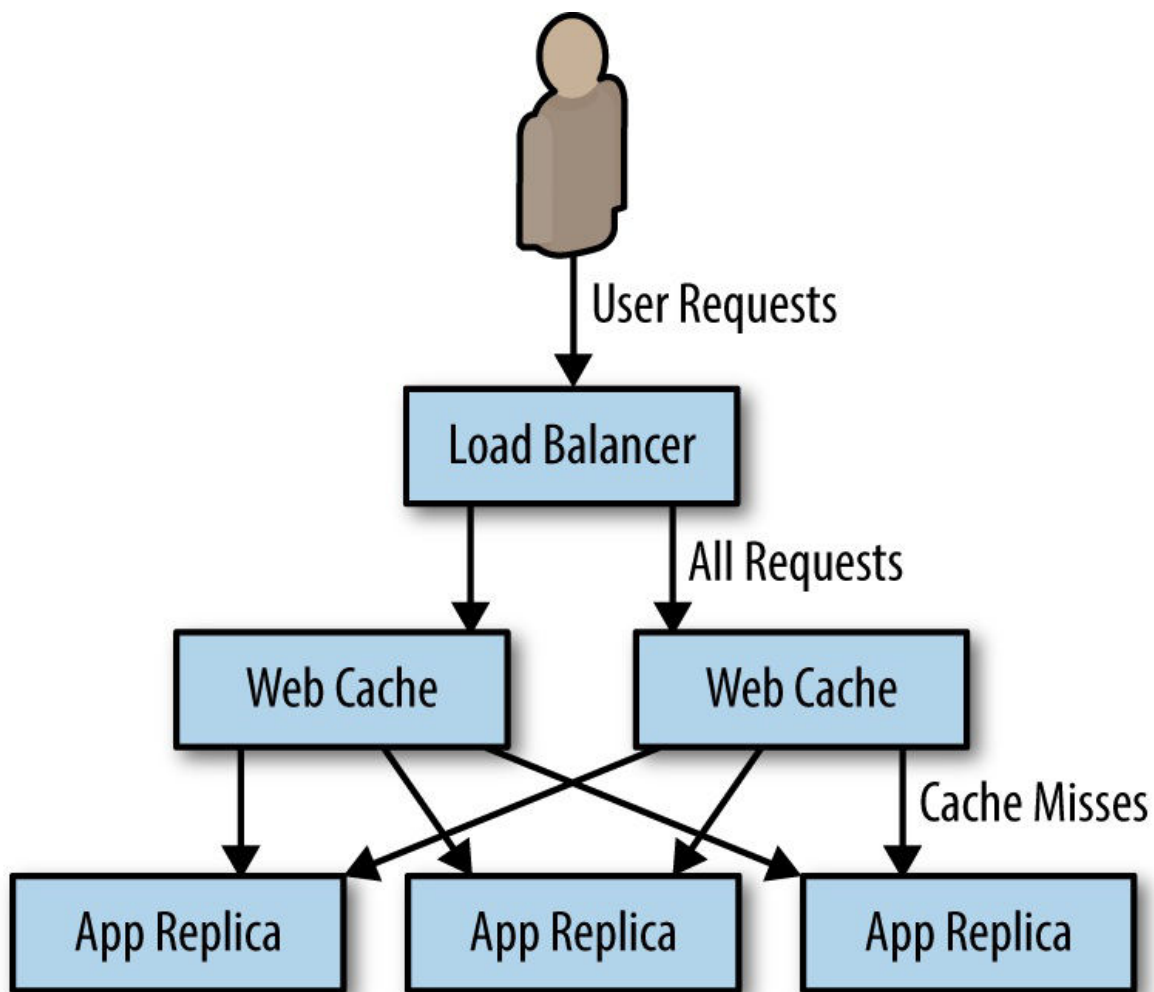 User Requests
Load Balancer
All Requests
Web Cache
Web Cache
Cache Misses
App Replica
App Replica
App Replica